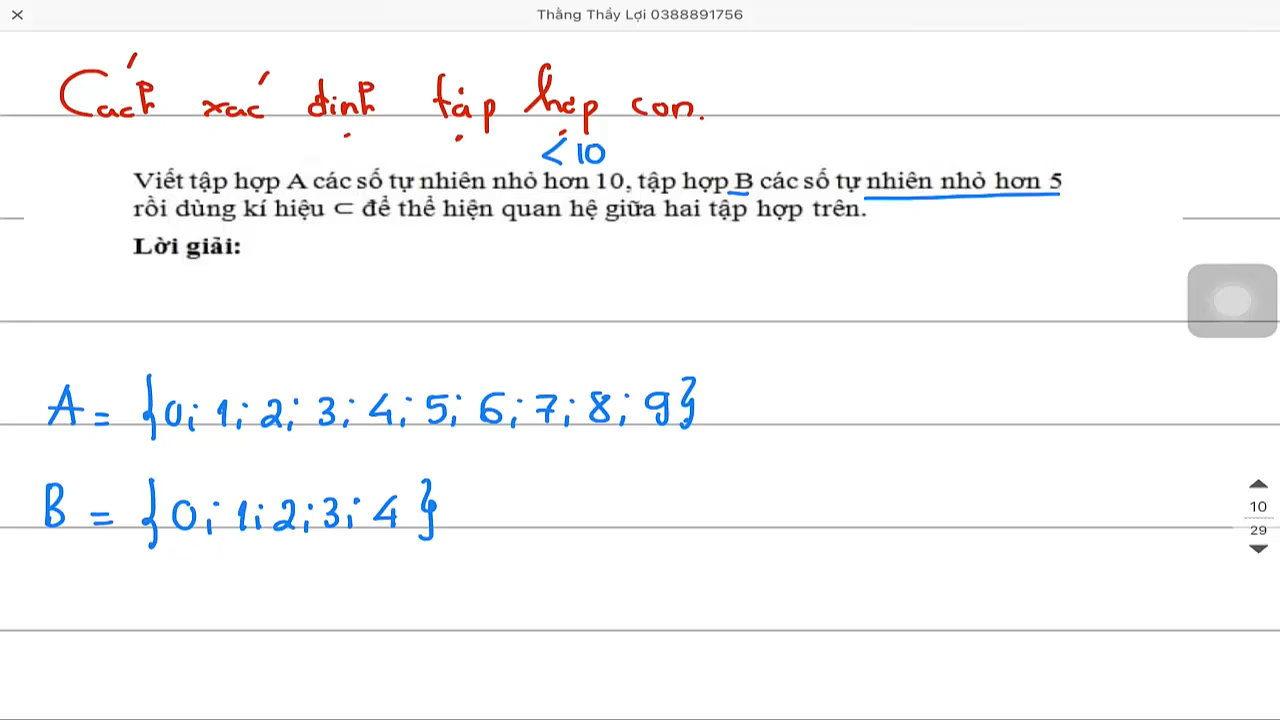 Thằng Thầy Lợi 0388891756
Cách xác định tập hợp con.
< 10
Viết tập hợp A các số tự nhiên nhỏ hơn 10, tập hợp B các số tự nhiên nhỏ hơn 5
rồi dùng kí hiệu ⊂ để thể hiện quan hệ giữa hai tập hợp trên.
Lời giải:
A = {0; 1; 2; 3; 4; 5; 6; 7; 8; 9}
B = {0; 1; 2; 3; 4}
10
29